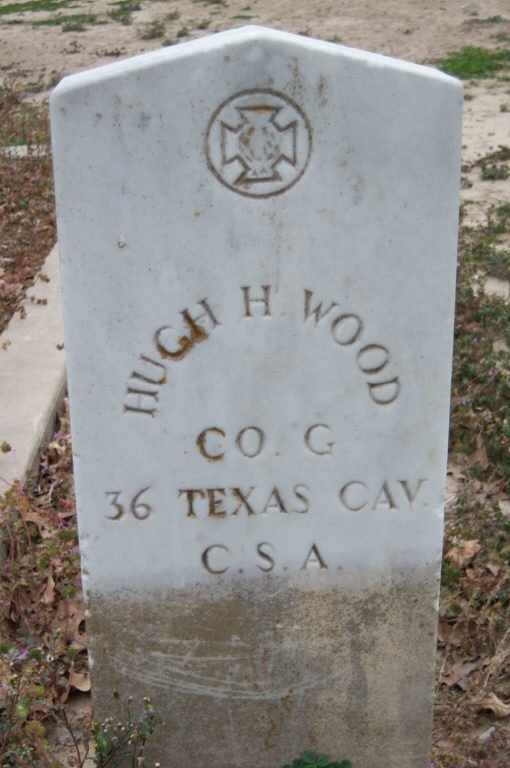 HUGH H. WOOD
CO. G
36 TEXAS CAV.
C.S.A.